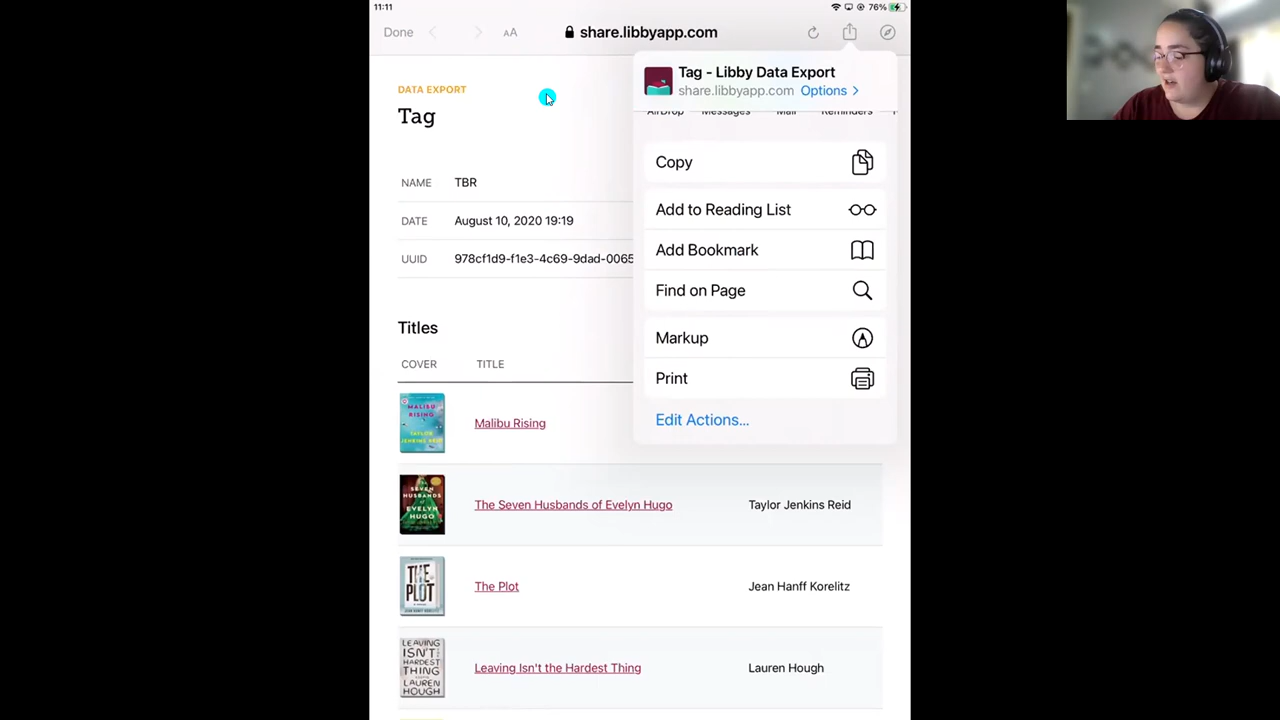 11:11
76%
Done
AA
share.libbyapp.com
Tag - Libby Data Export
share.libbyapp.com Options >
AirDrop Messages Mail Reminders
DATA EXPORT
Tag
Copy
NAME TBR
Add to Reading List
DATE August 10, 2020 19:19
Add Bookmark
UUID 978cf1d9-f1e3-4c69-9dad-0065
Find on Page
Titles
Markup
COVER TITLE
Print
MALIBU
RISING
TAYLOR
JENKINS REID
Malibu Rising
Edit Actions...
SEVEN
HUSBANDS
OF
EVELYN
HUGO
The Seven Husbands of Evelyn Hugo
Taylor Jenkins Reid
THE
PLOT
The Plot
Jean Hanff Korelitz
LEAVING
ISN'T THE
HARDEST
THING
LAUREN
HOUGH
Leaving Isn't the Hardest Thing
Lauren Hough